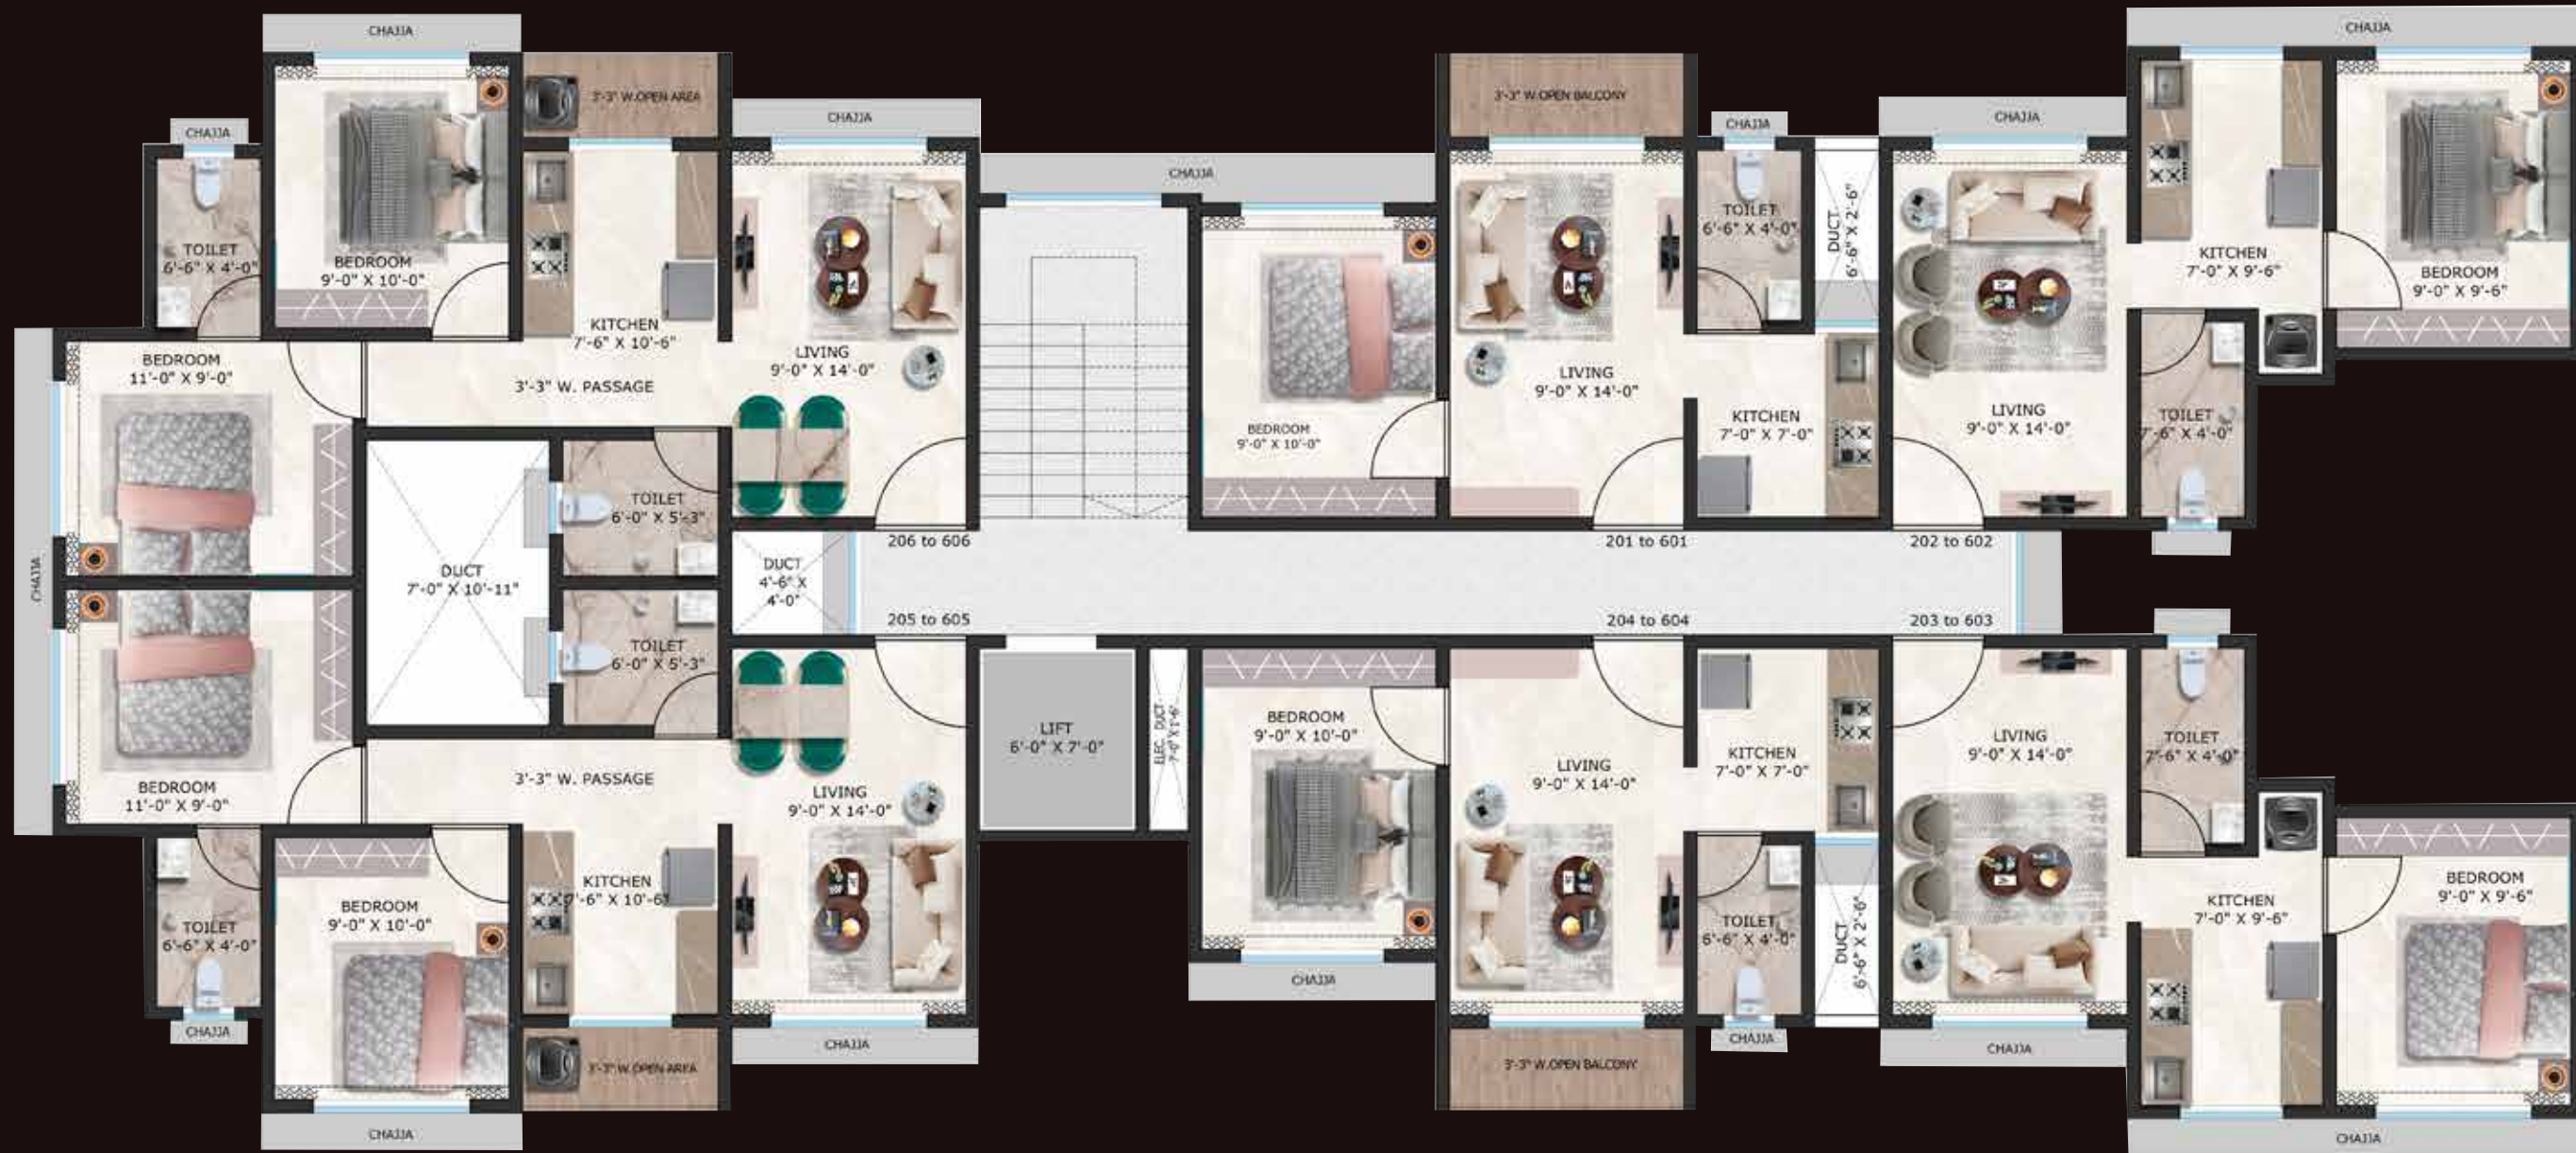 CHAJJA
CHAJJA
TOILET
6'-6" X 4'-0"
BEDROOM
9'-0" X 10'-0"
3'-3" W.OPEN AREA
KITCHEN
7'-6" X 10'-6"
CHAJJA
LIVING
9'-0" X 14'-0"
BEDROOM
11'-0" X 9'-0"
3'-3" W. PASSAGE
CHAJJA
TOILET
6'-0" X 5'-3"
DUCT
7'-0" X 10'-11"
DUCT
4'-6" X
4'-0"
206 to 606
CHAJJA
BEDROOM
9'-0" X 10'-0"
3'-3" W.OPEN BALCONY
LIVING
9'-0" X 14'-0"
CHAJJA
TOILET
6'-6" X 4'-0"
DUCT
6'-6" X 2'-6"
KITCHEN
7'-0" X 7'-0"
201 to 601
CHAJJA
LIVING
9'-0" X 14'-0"
202 to 602
CHAJJA
KITCHEN
7'-0" X 9'-6"
BEDROOM
9'-0" X 9'-6"
TOILET
7'-6" X 4'-0"
205 to 605
204 to 604
203 to 603
TOILET
6'-0" X 5'-3"
BEDROOM
11'-0" X 9'-0"
3'-3" W. PASSAGE
LIVING
9'-0" X 14'-0"
LIFT
6'-0" X 7'-0"
ELEC. DUCT
7'-0" X 1'-6"
TOILET
6'-6" X 4'-0"
CHAJJA
BEDROOM
9'-0" X 10'-0"
CHAJJA
KITCHEN
7'-6" X 10'-6"
3'-3" W.OPEN AREA
CHAJJA
BEDROOM
9'-0" X 10'-0"
CHAJJA
LIVING
9'-0" X 14'-0"
3'-3" W.OPEN BALCONY
KITCHEN
7'-0" X 7'-0"
TOILET
6'-6" X 4'-0"
CHAJJA
DUCT
6'-6" X 2'-6"
LIVING
9'-0" X 14'-0"
CHAJJA
TOILET
7'-6" X 4'-0"
KITCHEN
7'-0" X 9'-6"
BEDROOM
9'-0" X 9'-6"
CHAJJA